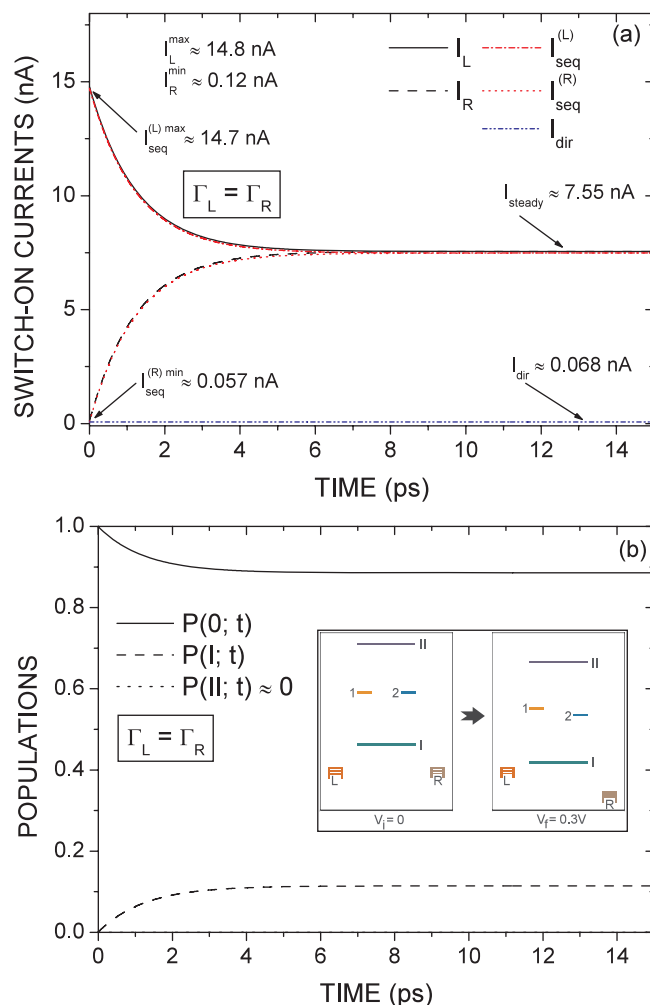 (a)
I_L^max ≈ 14.8 nA
I_R^min ≈ 0.12 nA
I_L
I_seq^(L)
I_R
I_seq^(R)
I_dir
I_seq^(L) max ≈ 14.7 nA
Γ_L = Γ_R
I_steady ≈ 7.55 nA
I_seq^(R) min ≈ 0.057 nA
I_dir ≈ 0.068 nA
SWITCH-ON CURRENTS (nA)
15
10
5
0
0 2 4 6 8 10 12 14
TIME (ps)
(b)
P(0; t)
P(I; t)
P(II; t) ≈ 0
Γ_L = Γ_R
II
1 2
I
L R
V_i = 0
II
1
2
I
L
R
V_f = 0.3V
POPULATIONS
1.0
0.8
0.6
0.4
0.2
0.0
0 2 4 6 8 10 12 14
TIME (ps)